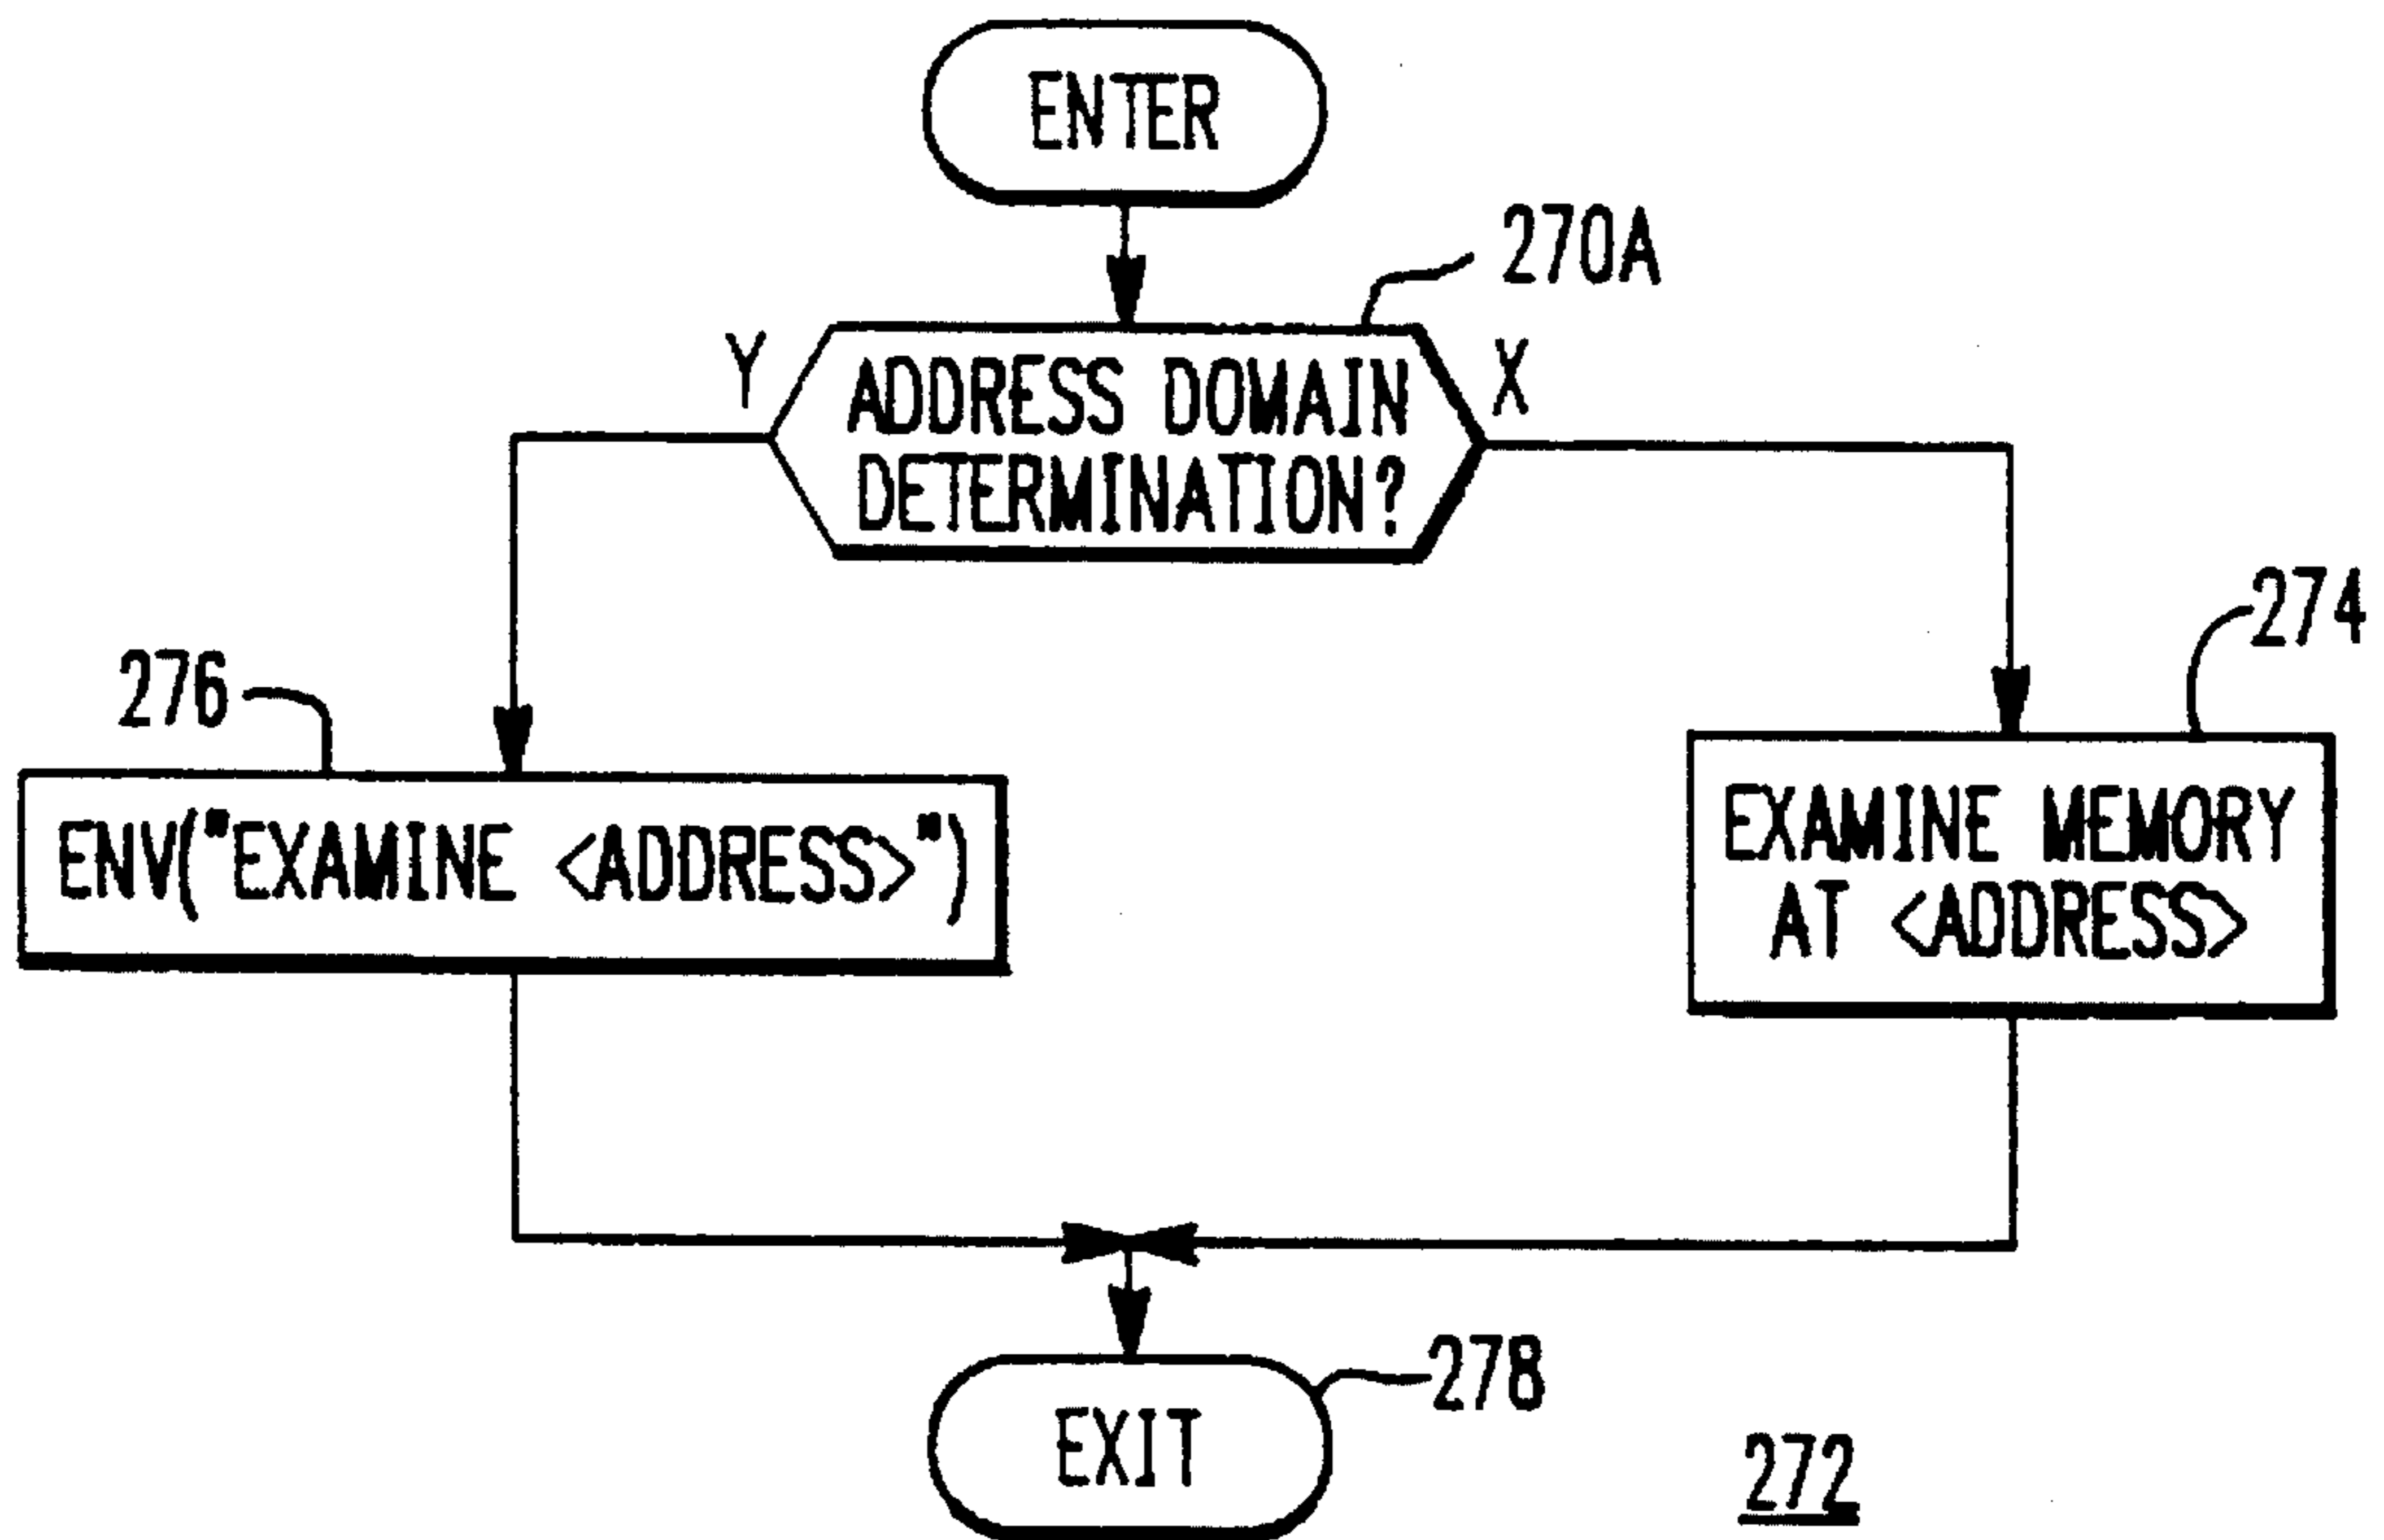 ENTER
270A
Y
ADDRESS DOMAIN
DETERMINATION?
X
274
276
ENV("EXAMINE <ADDRESS>")
EXAMINE MEMORY
AT <ADDRESS>
278
EXIT
272